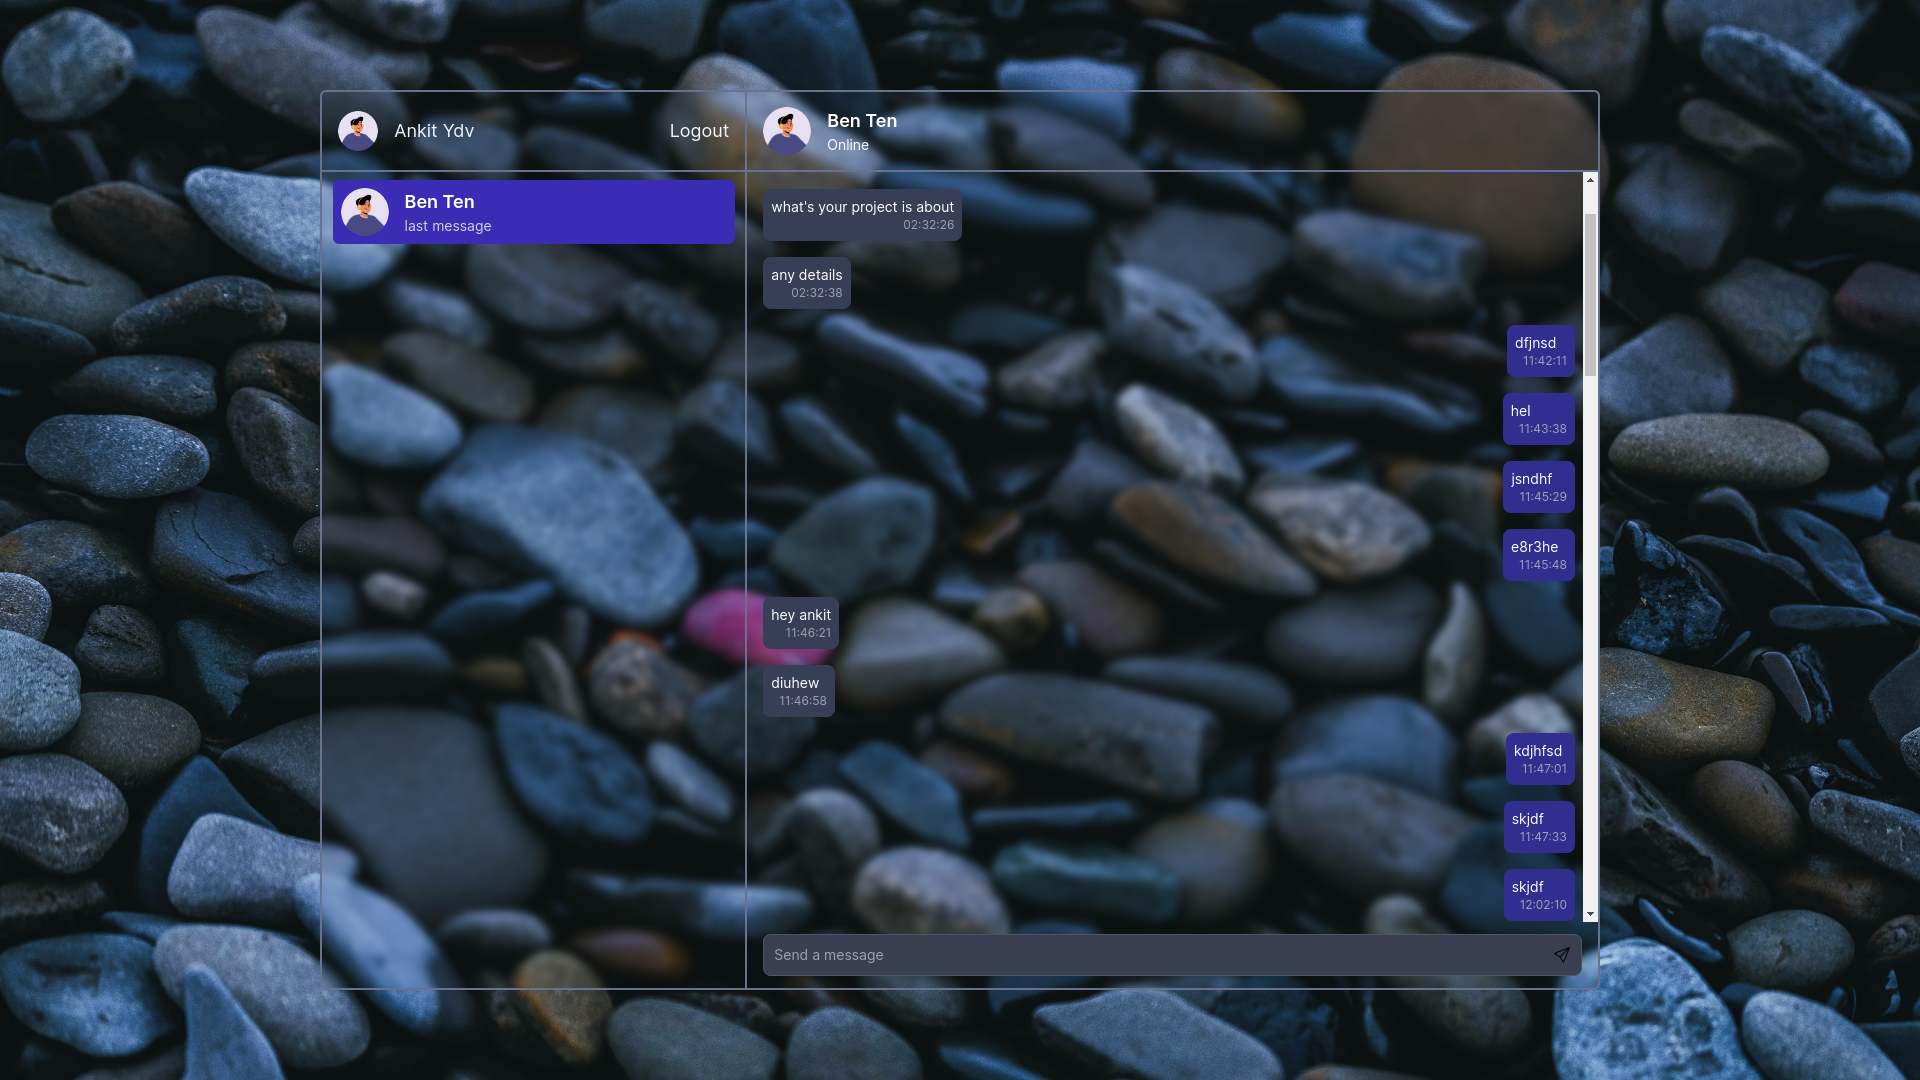 Ankit Ydv
Logout
Ben Ten
last message
Ben Ten
Online
what's your project is about
02:32:26
any details
02:32:38
dfjnsd
11:42:11
hel
11:43:38
jsndhf
11:45:29
e8r3he
11:45:48
hey ankit
11:46:21
diuhew
11:46:58
kdjhfsd
11:47:01
skjdf
11:47:33
skjdf
12:02:10
Send a message